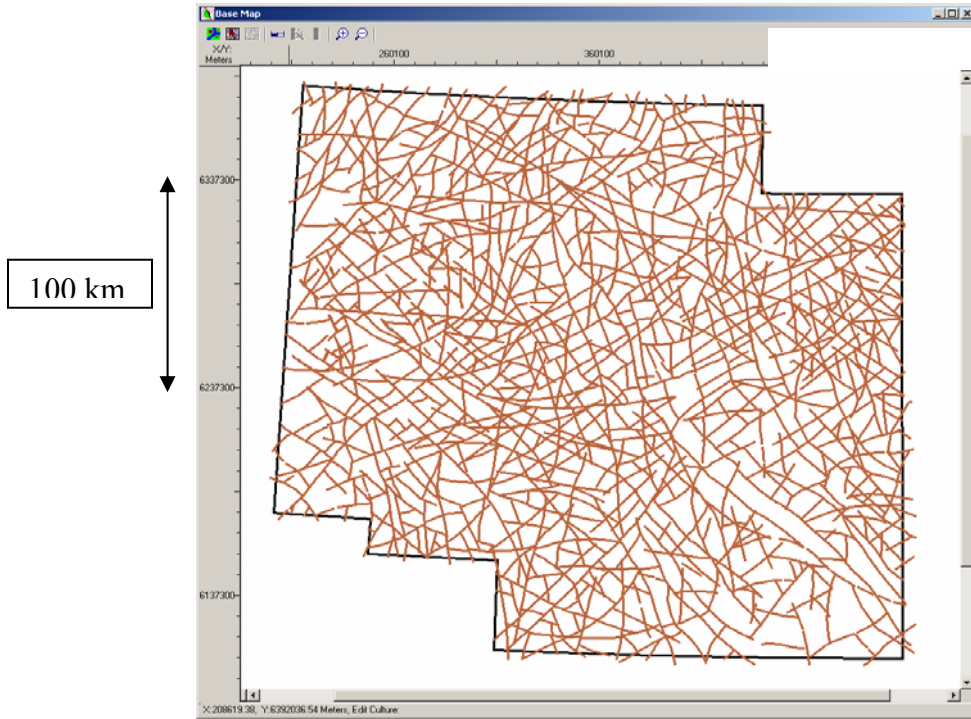 Base Map
X/Y:
Meters
260100
360100
6337300
100 km
6237300
6137300
X:208619.38, Y:6392036.54 Meters, Edit Culture: